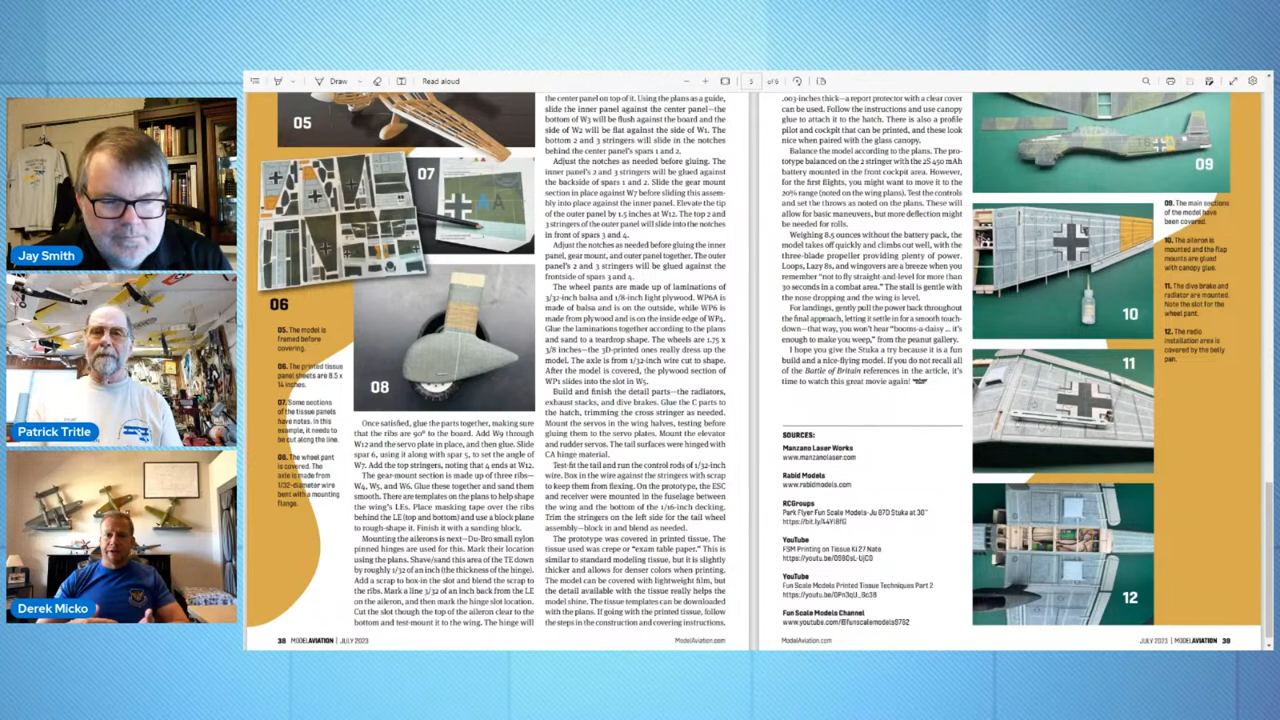 Draw
Read aloud
5
of 6
Jay Smith
Patrick Tritle
Derek Micko
05
07
06
08
05. The model is
framed before
covering.
06. The printed tissue
panel sheets are 8.5 x
14 inches.
07. Some sections
of the tissue panels
have notes. In this
example, it needs to
be cut along the line.
08. The wheel pant
is covered. The
axle is made from
1/32-diameter wire
bent with a mounting
flange.
Once satisfied, glue the parts together, making sure
that the ribs are 90° to the board. Add W9 through
W12 and the servo plate in place, and then glue. Slide
spar 6, using it along with spar 5, to set the angle of
W7. Add the top stringers, noting that 4 ends at W12.
The gear-mount section is made up of three ribs—
W4, W5, and W6. Glue these together and sand them
smooth. There are templates on the plans to help shape
the wing's LEs. Place masking tape over the ribs
behind the LE (top and bottom) and use a block plane
to rough-shape it. Finish it with a sanding block.
Mounting the ailerons is next—Du-Bro small nylon
pinned hinges are used for this. Mark their location
using the plans. Shave/sand this area of the TE down
by roughly 1/32 of an inch (the thickness of the hinge).
Add a scrap to box-in the slot and blend the scrap to
the ribs. Mark a line 3/32 of an inch back from the LE
on the aileron, and then mark the hinge slot location.
Cut the slot though the top of the aileron clear to the
bottom and test-mount it to the wing. The hinge will
the center panel on top of it. Using the plans as a guide,
slide the inner panel against the center panel—the
bottom of W3 will be flush against the board and the
side of W2 will be flat against the side of W1. The
bottom 2 and 3 stringers will slide in the notches
behind the center panel's spars 1 and 2.
Adjust the notches as needed before gluing. The
inner panel's 2 and 3 stringers will be glued against
the backside of spars 1 and 2. Slide the gear mount
section in place against W7 before sliding this assem-
bly into place against the inner panel. Elevate the tip
of the outer panel by 1.5 inches at W12. The top 2 and
3 stringers of the outer panel will slide into the notches
in front of spars 3 and 4.
Adjust the notches as needed before gluing the inner
panel, gear mount, and outer panel together. The outer
panel's 2 and 3 stringers will be glued against the
frontside of spars 3 and 4.
The wheel pants are made up of laminations of
3/32-inch balsa and 1/8-inch light plywood. WP6A is
made of balsa and is on the outside, while WP6 is
made from plywood and is on the inside edge of WP4.
Glue the laminations together according to the plans
and sand to a teardrop shape. The wheels are 1.75 x
3/8-inches—the 3D-printed ones really dress up the
model. The axle is from 1/32-inch wire cut to shape.
After the model is covered, the plywood section of
WP1 slides into the slot in W5.
Build and finish the detail parts—the radiators,
exhaust stacks, and dive brakes. Glue the C parts to
the hatch, trimming the cross stringer as needed.
Mount the servos in the wing halves, testing before
gluing them to the servo plates. Mount the elevator
and rudder servos. The tail surfaces were hinged with
CA hinge material.
Test-fit the tail and run the control rods of 1/32-inch
wire. Box in the wire against the stringers with scrap
to keep them from flexing. On the prototype, the ESC
and receiver were mounted in the fuselage between
the wing and the bottom of the 1/16-inch decking.
Trim the stringers on the left side for the tail wheel
assembly—block in and blend as needed.
The prototype was covered in printed tissue. The
tissue used was crepe or "exam table paper." This is
similar to standard modeling tissue, but it is slightly
thicker and allows for denser colors when printing.
The model can be covered with lightweight film, but
the detail available with the tissue really helps the
model shine. The tissue templates can be downloaded
with the plans. If going with the printed tissue, follow
the steps in the construction and covering instructions.
38 MODELAVIATION | JULY 2023
ModelAviation.com
.003-inches thick—a report protector with a clear cover
can be used. Follow the instructions and use canopy
glue to attach it to the hatch. There is also a profile
pilot and cockpit that can be printed, and these look
nice when paired with the glass canopy.
Balance the model according to the plans. The pro-
totype balanced on the 2 stringer with the 2S 450 mAh
battery mounted in the front cockpit area. However,
for the first flights, you might want to move it to the
20% range (noted on the wing plans). Test the controls
and set the throws as noted on the plans. These will
allow for basic maneuvers, but more deflection might
be needed for rolls.
Weighing 8.5 ounces without the battery pack, the
model takes off quickly and climbs out well, with the
three-blade propeller providing plenty of power.
Loops, Lazy 8s, and wingovers are a breeze when you
remember "not to fly straight-and-level for more than
30 seconds in a combat area." The stall is gentle with
the nose dropping and the wing is level.
For landings, gently pull the power back throughout
the final approach, letting it settle in for a smooth touch-
down—that way, you won't hear "booms-a-daisy ... it's
enough to make you weep," from the peanut gallery.
I hope you give the Stuka a try because it is a fun
build and a nice-flying model. If you do not recall all
of the Battle of Britain references in the article, it's
time to watch this great movie again!
SOURCES:
Manzano Laser Works
www.manzanolaser.com
Rabid Models
www.rabidmodels.com
RCGroups
Park Flyer Fun Scale Models-Ju 87D Stuka at 30"
YouTube
FSM Printing on Tissue Ki 27 Nate
YouTube
Fun Scale Models Printed Tissue Techniques Part 2
Fun Scale Models Channel
www.youtube.com/@funscalemodels9762
09
10
11
12
09. The main sections
of the model have
been covered.
10. The aileron is
mounted and the flap
mounts are glued
with canopy glue.
11. The dive brake and
radiator are mounted.
Note the slot for the
wheel pant.
12. The radio
installation area is
covered by the belly
pan.
ModelAviation.com
JULY 2023 | MODELAVIATION 39